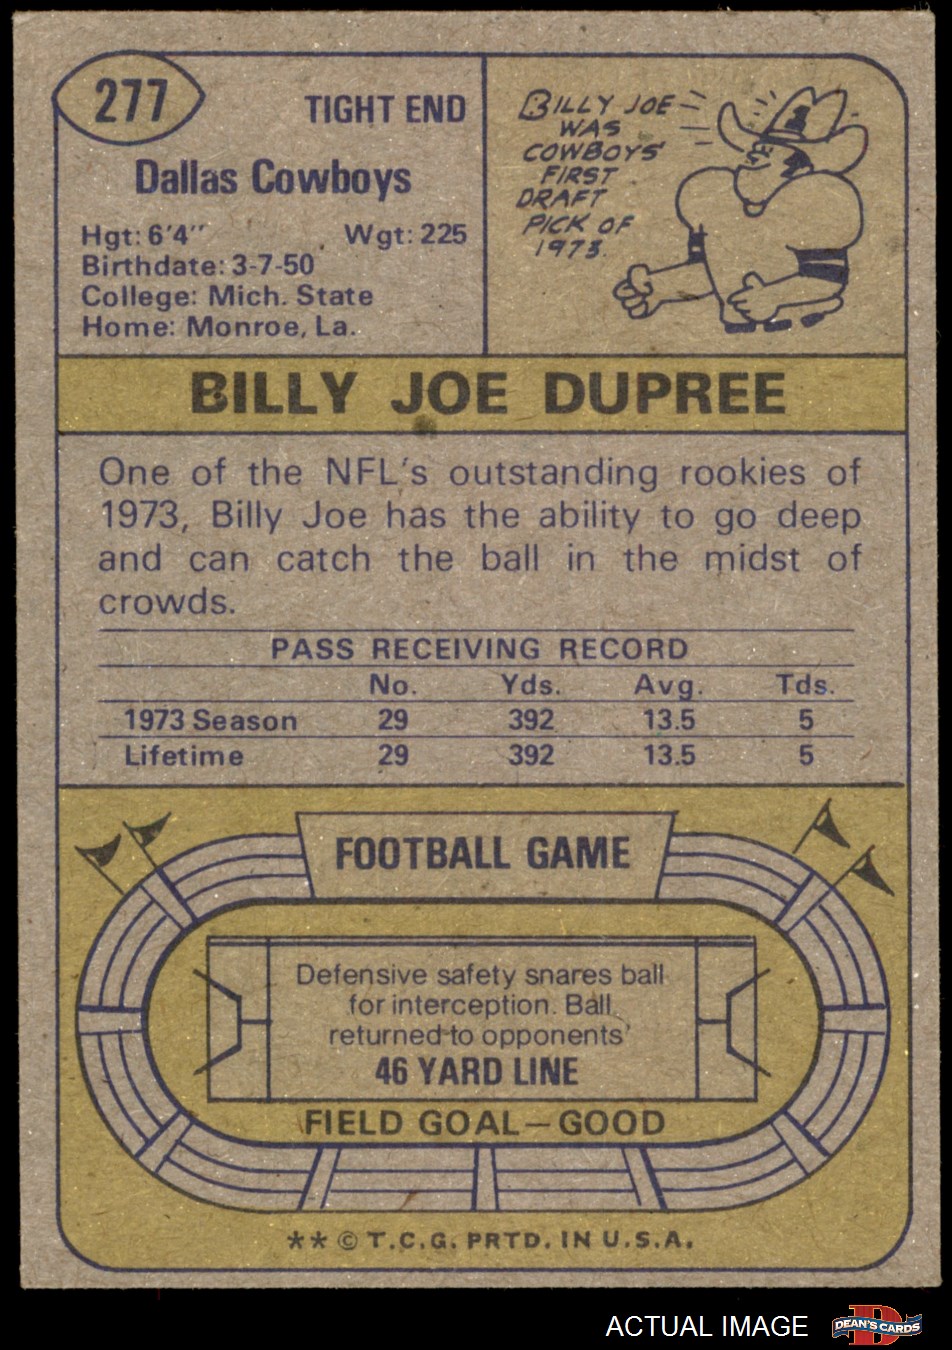 277
TIGHT END
Dallas Cowboys
Hgt: 6'4" Wgt: 225
Birthdate: 3-7-50
College: Mich. State
Home: Monroe, La.
BILLY JOE
WAS
COWBOYS'
FIRST
DRAFT
PICK OF
1973.
BILLY JOE DUPREE
One of the NFL's outstanding rookies of
1973, Billy Joe has the ability to go deep
and can catch the ball in the midst of
crowds.
PASS RECEIVING RECORD
No. Yds. Avg. Tds.
1973 Season 29 392 13.5 5
Lifetime 29 392 13.5 5
FOOTBALL GAME
Defensive safety snares ball
for interception. Ball
returned to opponents'
46 YARD LINE
FIELD GOAL—GOOD
** © T.C.G. PRTD. IN U.S.A.
ACTUAL IMAGE
D
DEAN'S CARDS